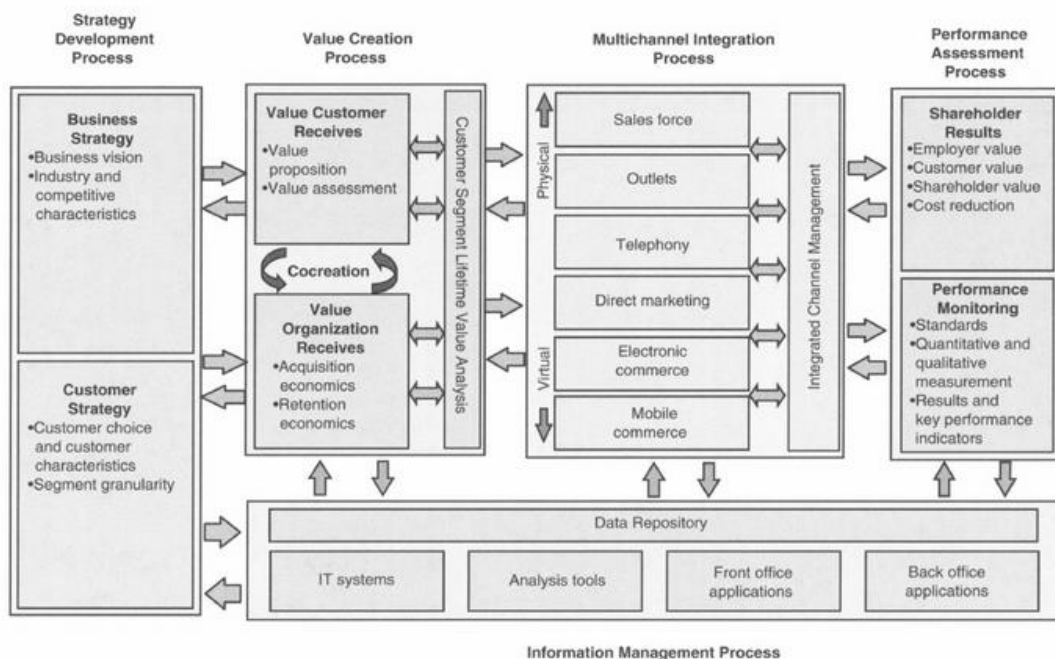 Strategy
Development
Process
Value Creation
Process
Multichannel Integration
Process
Performance
Assessment
Process
Business
Strategy
•Business vision
•Industry and
competitive
characteristics
Customer
Strategy
•Customer choice
and customer
characteristics
•Segment granularity
Value Customer
Receives
•Value
proposition
•Value assessment
Cocreation
Value
Organization
Receives
•Acquisition
economics
•Retention
economics
Customer Segment Lifetime Value Analysis
Physical
Virtual
Sales force
Outlets
Telephony
Direct marketing
Electronic
commerce
Mobile
commerce
Integrated Channel Management
Shareholder
Results
•Employer value
•Customer value
•Shareholder value
•Cost reduction
Performance
Monitoring
•Standards
•Quantitative and
qualitative
measurement
•Results and
key performance
indicators
Data Repository
IT systems
Analysis tools
Front office
applications
Back office
applications
Information Management Process